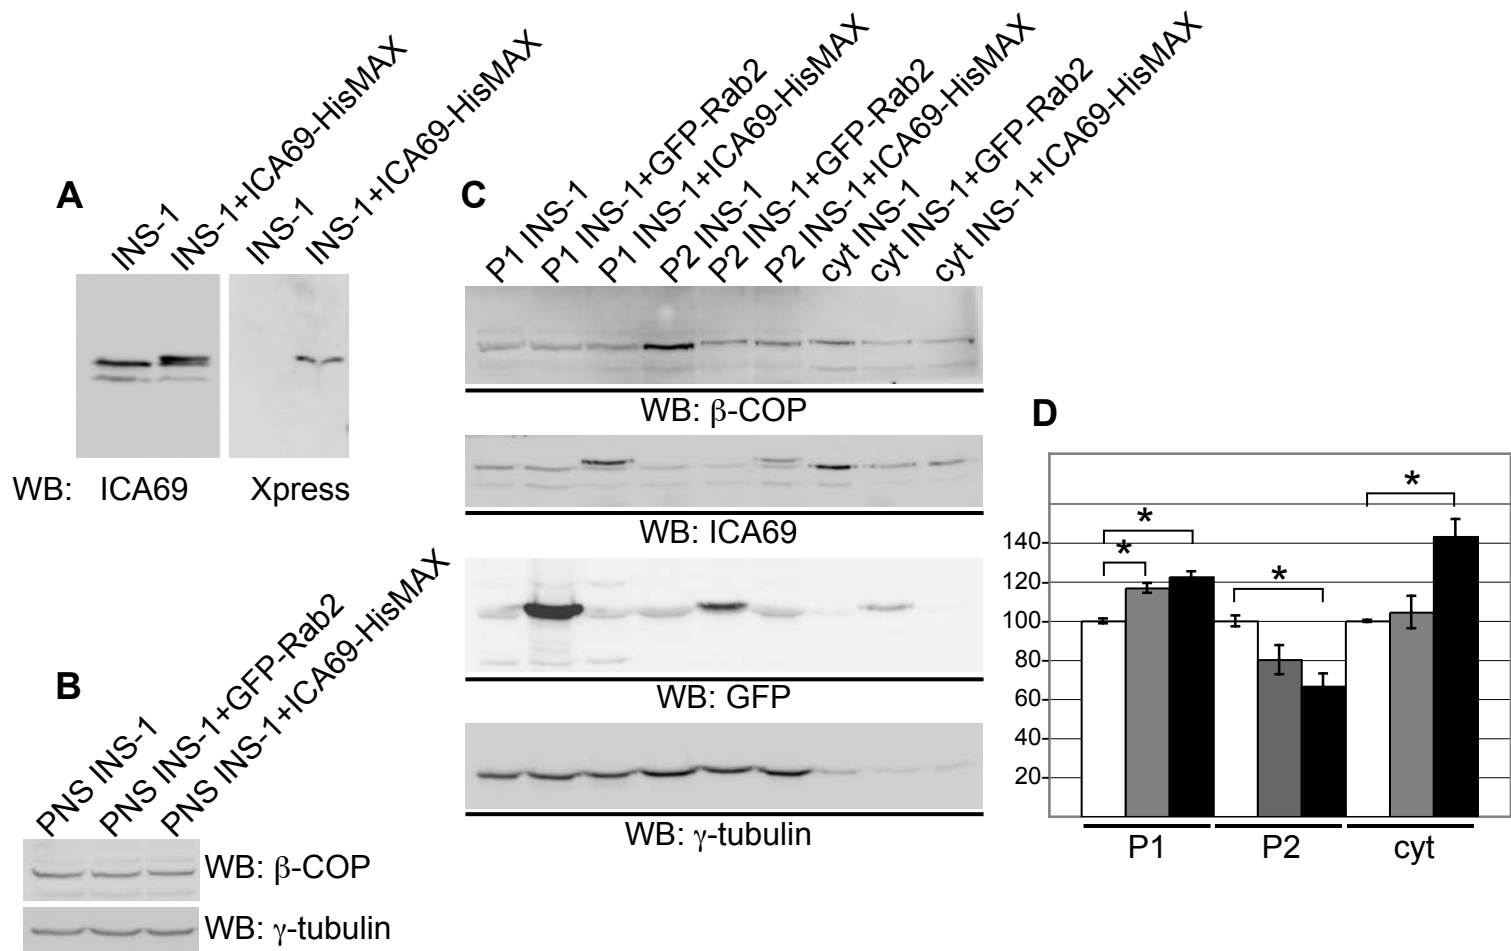 A
INS-1
INS-1+ICA69-HisMAX
INS-1
INS-1+ICA69-HisMAX
WB: ICA69 Xpress
B
PNS INS-1
PNS INS-1+GFP-Rab2
PNS INS-1+ICA69-HisMAX
WB: β-COP
WB: γ-tubulin
C
P1 INS-1
P1 INS-1+GFP-Rab2
P1 INS-1+ICA69-HisMAX
P2 INS-1
P2 INS-1+GFP-Rab2
P2 INS-1+ICA69-HisMAX
cyt INS-1
cyt INS-1+GFP-Rab2
cyt INS-1+ICA69-HisMAX
WB: β-COP
WB: ICA69
WB: GFP
WB: γ-tubulin
D
*
*
*
*
140
120
100
80
60
40
20
P1 P2 cyt